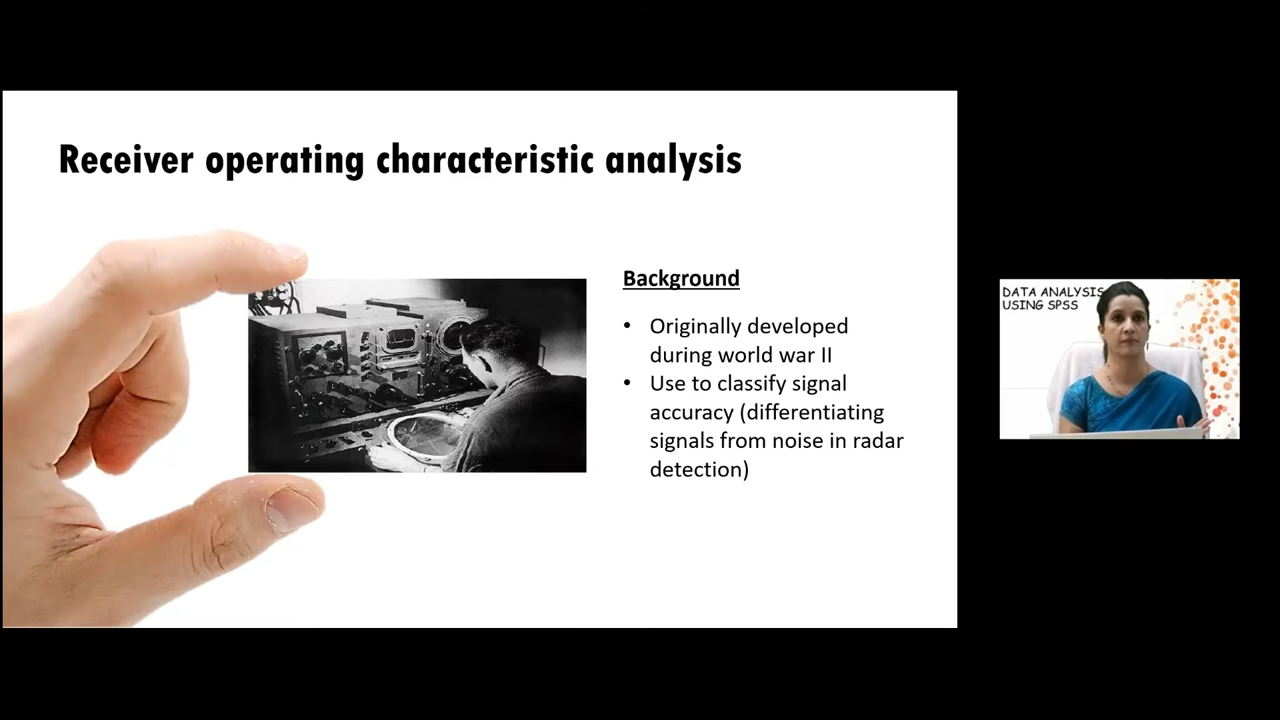 Receiver operating characteristic analysis
Background
• Originally developed
during world war II
• Use to classify signal
accuracy (differentiating
signals from noise in radar
detection)
DATA ANALYSIS
USING SPSS